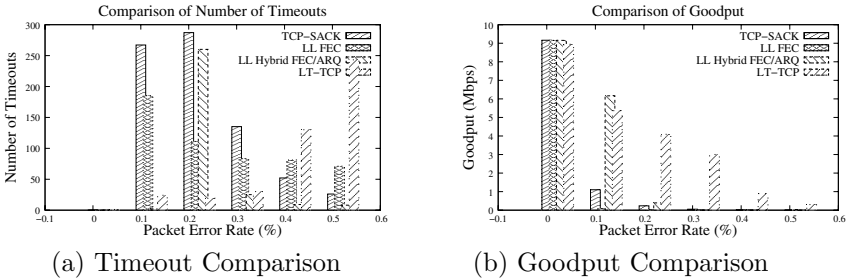 Comparison of Number of Timeouts
300
250
200
150
100
50
0
Number of Timeouts
TCP−SACK
LL FEC
LL Hybrid FEC/ARQ
LT−TCP
−0.1 0 0.1 0.2 0.3 0.4 0.5 0.6
Packet Error Rate (%)
(a) Timeout Comparison
Comparison of Goodput
10
9
8
7
6
5
4
3
2
1
0
Goodput (Mbps)
TCP−SACK
LL FEC
LL Hybrid FEC/ARQ
LT−TCP
−0.1 0 0.1 0.2 0.3 0.4 0.5 0.6
Packet Error Rate (%)
(b) Goodput Comparison